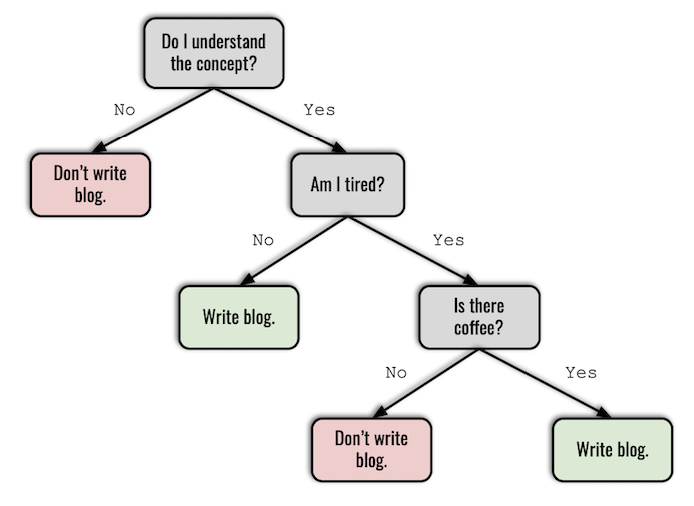 Do I understand
the concept?
No
Yes
Don't write
blog.
Am I tired?
No
Yes
Write blog.
Is there
coffee?
No
Yes
Don't write
blog.
Write blog.